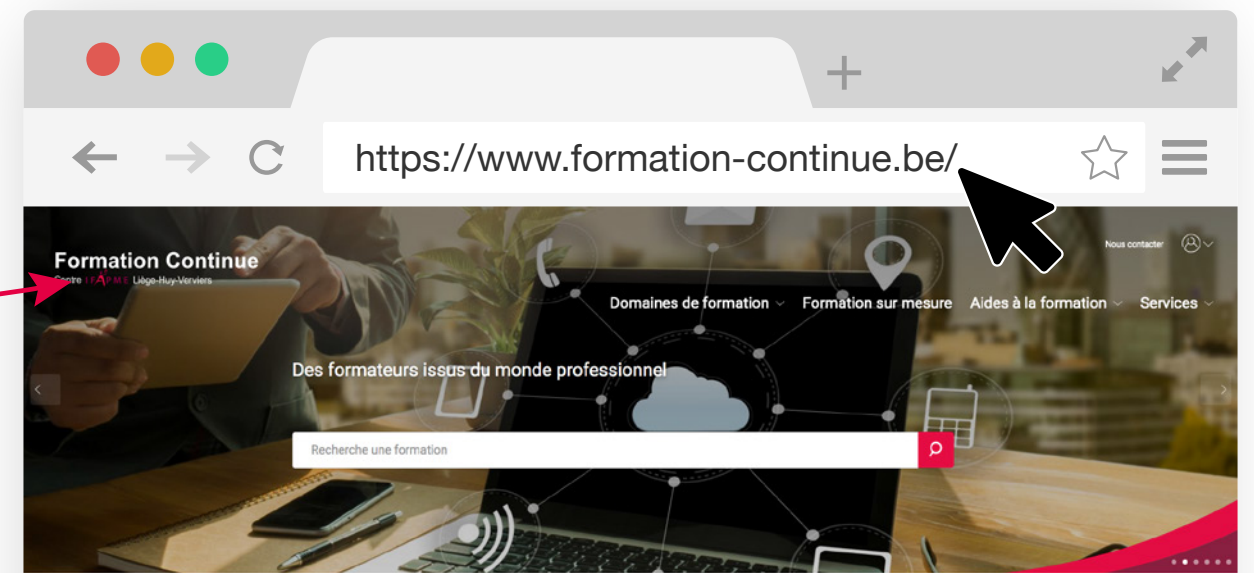 https://www.formation-continue.be/
Nous contacter
Formation Continue
Centre IFAPME Liège-Huy-Verviers
Domaines de formation Formation sur mesure Aides à la formation Services
Des formateurs issus du monde professionnel
Recherche une formation